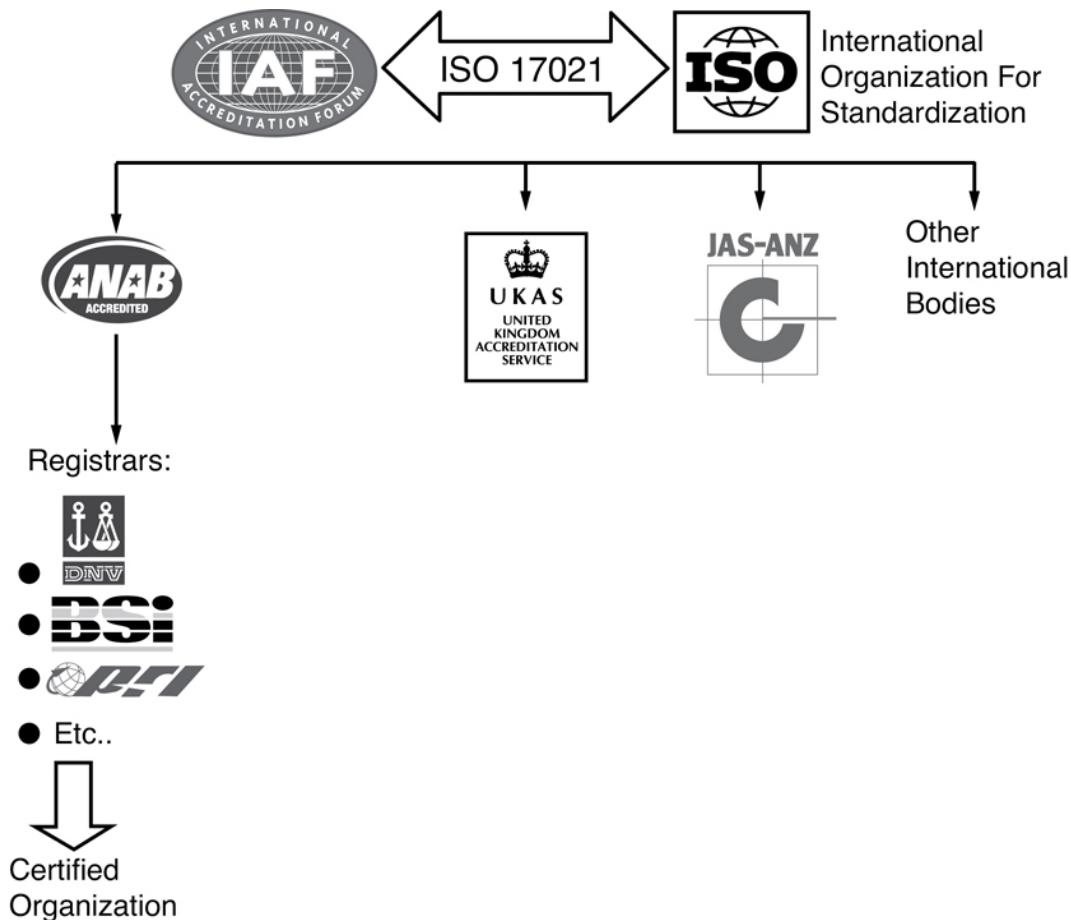 INTERNATIONAL
IAF
ACCREDITATION FORUM
ISO 17021
ISO
International
Organization For
Standardization
ANAB
ACCREDITED
UKAS
UNITED
KINGDOM
ACCREDITATION
SERVICE
JAS-ANZ
Other
International
Bodies
Registrars:
DNV
BSi
pri
Etc..
Certified
Organization